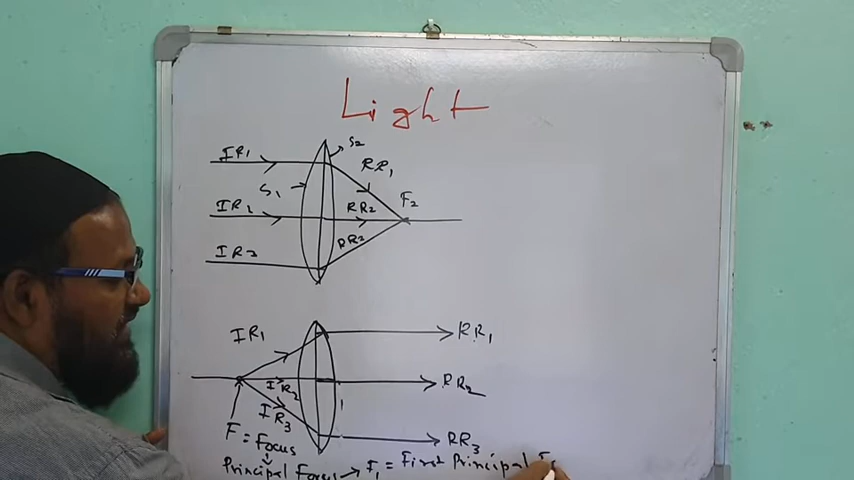 Light
IR1
S2
RR1
S1
F2
IR2
RR2
IR3
RR3
IR1
RR1
IR2
RR2
IR3
F = Focus
RR3
Principal Focus → F1 = First Principal Fo